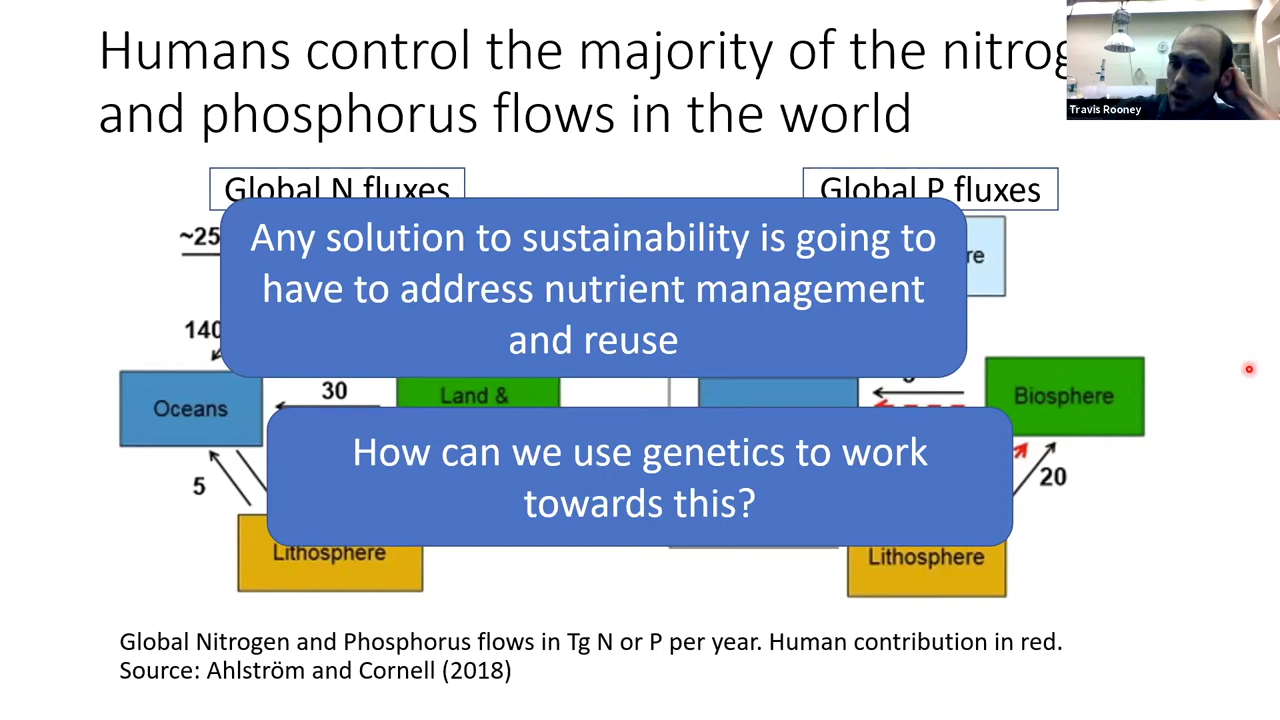 Humans control the majority of the
and phosphorus flows in the world
Travis Rooney
Global N fluxes
Global P fluxes
Any solution to sustainability is going to
have to address nutrient management
and reuse
~25
140
30
Oceans
Land &
Biosphere
How can we use genetics to work
towards this?
5
20
Lithosphere
Lithosphere
Global Nitrogen and Phosphorus flows in Tg N or P per year. Human contribution in red.
Source: Ahlström and Cornell (2018)